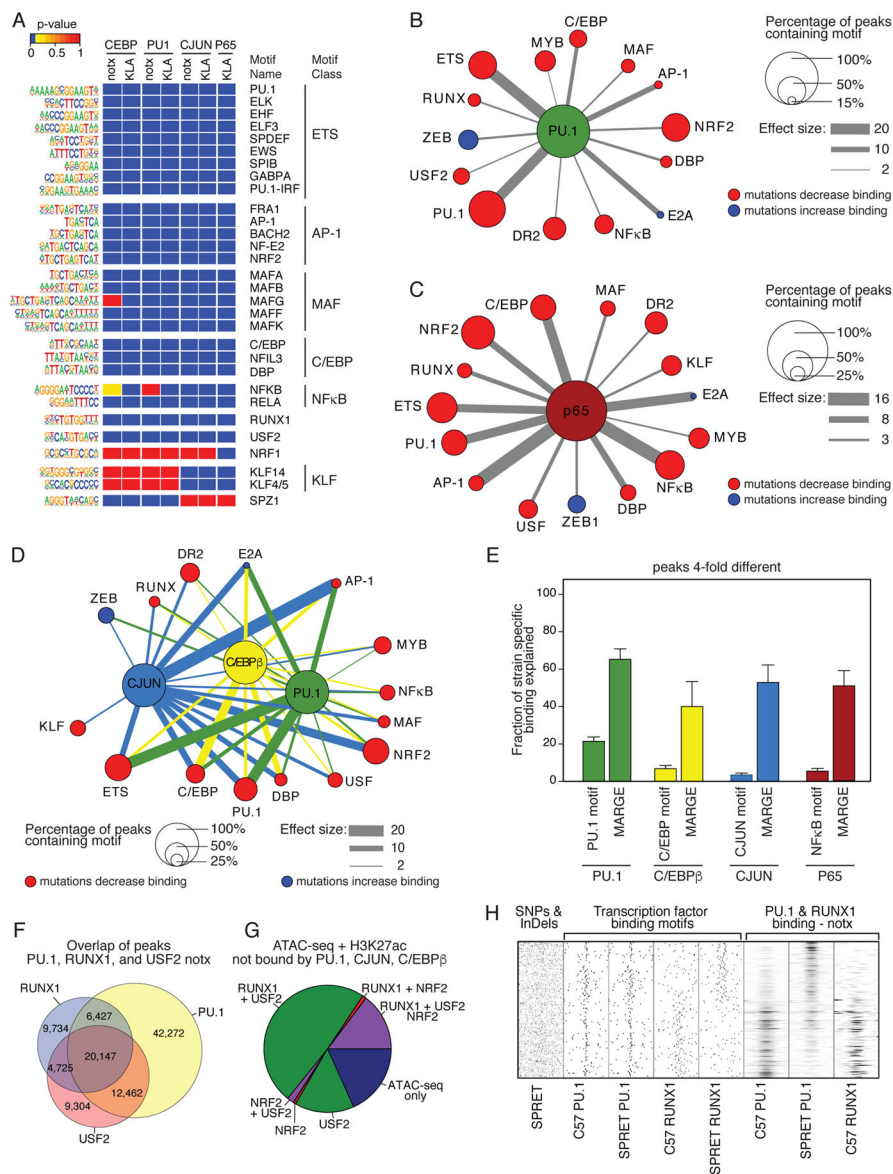 A
p-value
0 0.5 1
CEBP PU1 CJUN P65
notx KLA notx KLA notx KLA KLA
Motif Name
Motif Class
PU.1
ELK
EHF
ELF3
SPDEF
EWS
SPIB
GABPA
PU.1-IRF
ETS
FRA1
AP-1
BACH2
NF-E2
NRF2
AP-1
MAFA
MAFB
MAFG
MAFF
MAFK
MAF
C/EBP
NFIL3
DBP
C/EBP
NFKB
RELA
NFκB
RUNX1
USF2
NRF1
KLF14
KLF4/5
KLF
SPZ1
B
C/EBP
MYB
MAF
ETS
AP-1
RUNX
NRF2
ZEB
PU.1
DBP
USF2
E2A
PU.1
DR2
NFκB
Percentage of peaks
containing motif
100%
50%
15%
Effect size:
20
10
2
mutations decrease binding
mutations increase binding
C
C/EBP
MAF
DR2
NRF2
KLF
RUNX
E2A
ETS
p65
MYB
PU.1
AP-1
NFκB
DBP
USF
ZEB1
Percentage of peaks
containing motif
100%
50%
25%
Effect size:
16
8
3
mutations decrease binding
mutations increase binding
D
DR2
E2A
RUNX
AP-1
ZEB
MYB
C/EBPβ
CJUN
PU.1
NFκB
MAF
KLF
NRF2
ETS
C/EBP
PU.1
DBP
USF
Percentage of peaks
containing motif
100%
50%
25%
Effect size:
20
10
2
mutations decrease binding
mutations increase binding
E
peaks 4-fold different
Fraction of strain specific
binding explained
100
80
60
40
20
0
PU.1 motif
MARGE
C/EBP motif
MARGE
CJUN motif
MARGE
NFκB motif
MARGE
PU.1 C/EBPβ CJUN P65
F
Overlap of peaks
PU.1, RUNX1, and USF2 notx
RUNX1
PU.1
6,427
9,734
42,272
20,147
4,725
12,462
9,304
USF2
G
ATAC-seq + H3K27ac
not bound by PU.1, CJUN, C/EBPβ
RUNX1
+ USF2
RUNX1 + NRF2
RUNX1 + USF2
NRF2
ATAC-seq
only
NRF2
+ USF2
NRF2
USF2
H
SNPs &
InDels
Transcription factor
binding motifs
PU.1 & RUNX1
binding - notx
SPRET
C57 PU.1
SPRET PU.1
C57 RUNX1
SPRET RUNX1
C57 PU.1
SPRET PU.1
C57 RUNX1